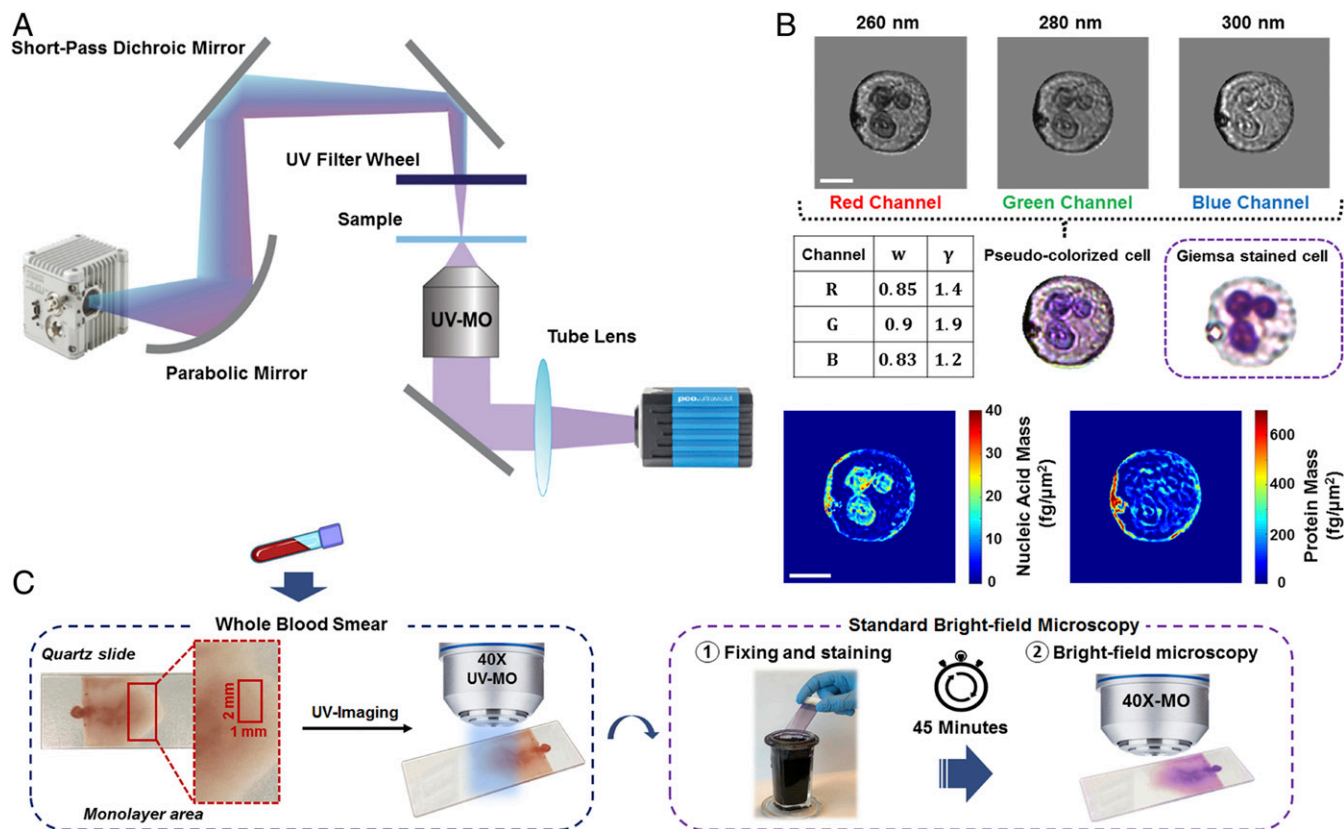 A
Short-Pass Dichroic Mirror
UV Filter Wheel
Sample
UV-MO
Tube Lens
Parabolic Mirror
pco.ultraviolet
B
260 nm
280 nm
300 nm
Red Channel
Green Channel
Blue Channel
Channel w γ
R 0.85 1.4
G 0.9 1.9
B 0.83 1.2
Pseudo-colorized cell
Giemsa stained cell
40
30
20
10
0
Nucleic Acid Mass
(fg/μm²)
600
400
200
0
Protein Mass
(fg/μm²)
C
Whole Blood Smear
Quartz slide
2 mm
1 mm
Monolayer area
UV-Imaging
40X
UV-MO
Standard Bright-field Microscopy
1 Fixing and staining
45 Minutes
2 Bright-field microscopy
40X-MO